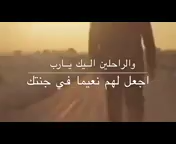 والراحلين اليك يارب
اجعل لهم نعيما في جنتك